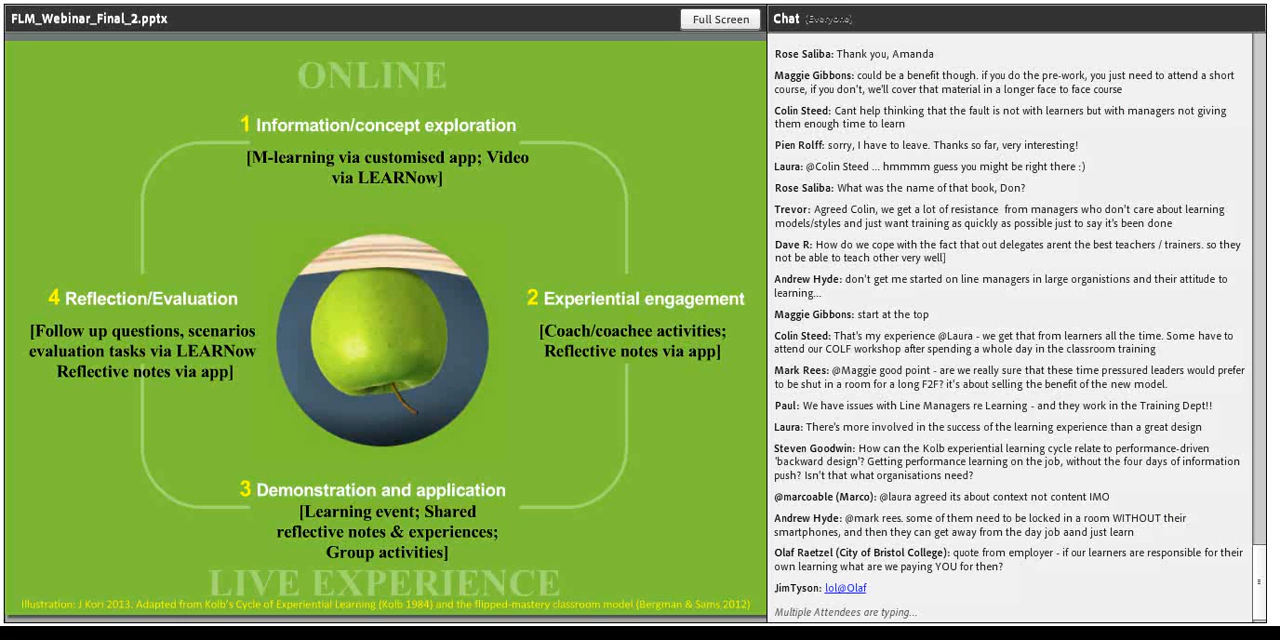 FLM_Webinar_Final_2.pptx
Full Screen
ONLINE
1 Information/concept exploration
[M-learning via customised app; Video
via LEARNow]
4 Reflection/Evaluation
[Follow up questions, scenarios
evaluation tasks via LEARNow
Reflective notes via app]
2 Experiential engagement
[Coach/coachee activities;
Reflective notes via app]
3 Demonstration and application
[Learning event; Shared
reflective notes & experiences;
Group activities]
LIVE EXPERIENCE
Illustration: J Kori 2013. Adapted from Kolb's Cycle of Experiential Learning (Kolb 1984) and the flipped-mastery classroom model (Bergman & Sams 2012)
Chat (Everyone)
Rose Saliba: Thank you, Amanda
Maggie Gibbons: could be a benefit though. if you do the pre-work, you just need to attend a short
course, if you don't, we'll cover that material in a longer face to face course
Colin Steed: Cant help thinking that the fault is not with learners but with managers not giving
them enough time to learn
Pien Rolff: sorry, I have to leave. Thanks so far, very interesting!
Laura: @Colin Steed ... hmmmm guess you might be right there :)
Rose Saliba: What was the name of that book, Don?
Trevor: Agreed Colin, we get a lot of resistance from managers who don't care about learning
models/styles and just want training as quickly as possible just to say it's been done
Dave R: How do we cope with the fact that out delegates arent the best teachers / trainers. so they
not be able to teach other very well]
Andrew Hyde: don't get me started on line managers in large organistions and their attitude to
learning...
Maggie Gibbons: start at the top
Colin Steed: That's my experience @Laura - we get that from learners all the time. Some have to
attend our COLF workshop after spending a whole day in the classroom training
Mark Rees: @Maggie good point - are we really sure that these time pressured leaders would prefer
to be shut in a room for a long F2F? it's about selling the benefit of the new model.
Paul: We have issues with Line Managers re Learning - and they work in the Training Dept!!
Laura: There's more involved in the success of the learning experience than a great design
Steven Goodwin: How can the Kolb experiential learning cycle relate to performance-driven
'backward design'? Getting performance learning on the job, without the four days of information
push? Isn't that what organisations need?
@marcoable (Marco): @laura agreed its about context not content IMO
Andrew Hyde: @mark rees. some of them need to be locked in a room WITHOUT their
smartphones, and then they can get away from the day job aand just learn
Olaf Raetzel (City of Bristol College): quote from employer - if our learners are responsible for their
own learning what are we paying YOU for then?
JimTyson: lol@Olaf
Multiple Attendees are typing...